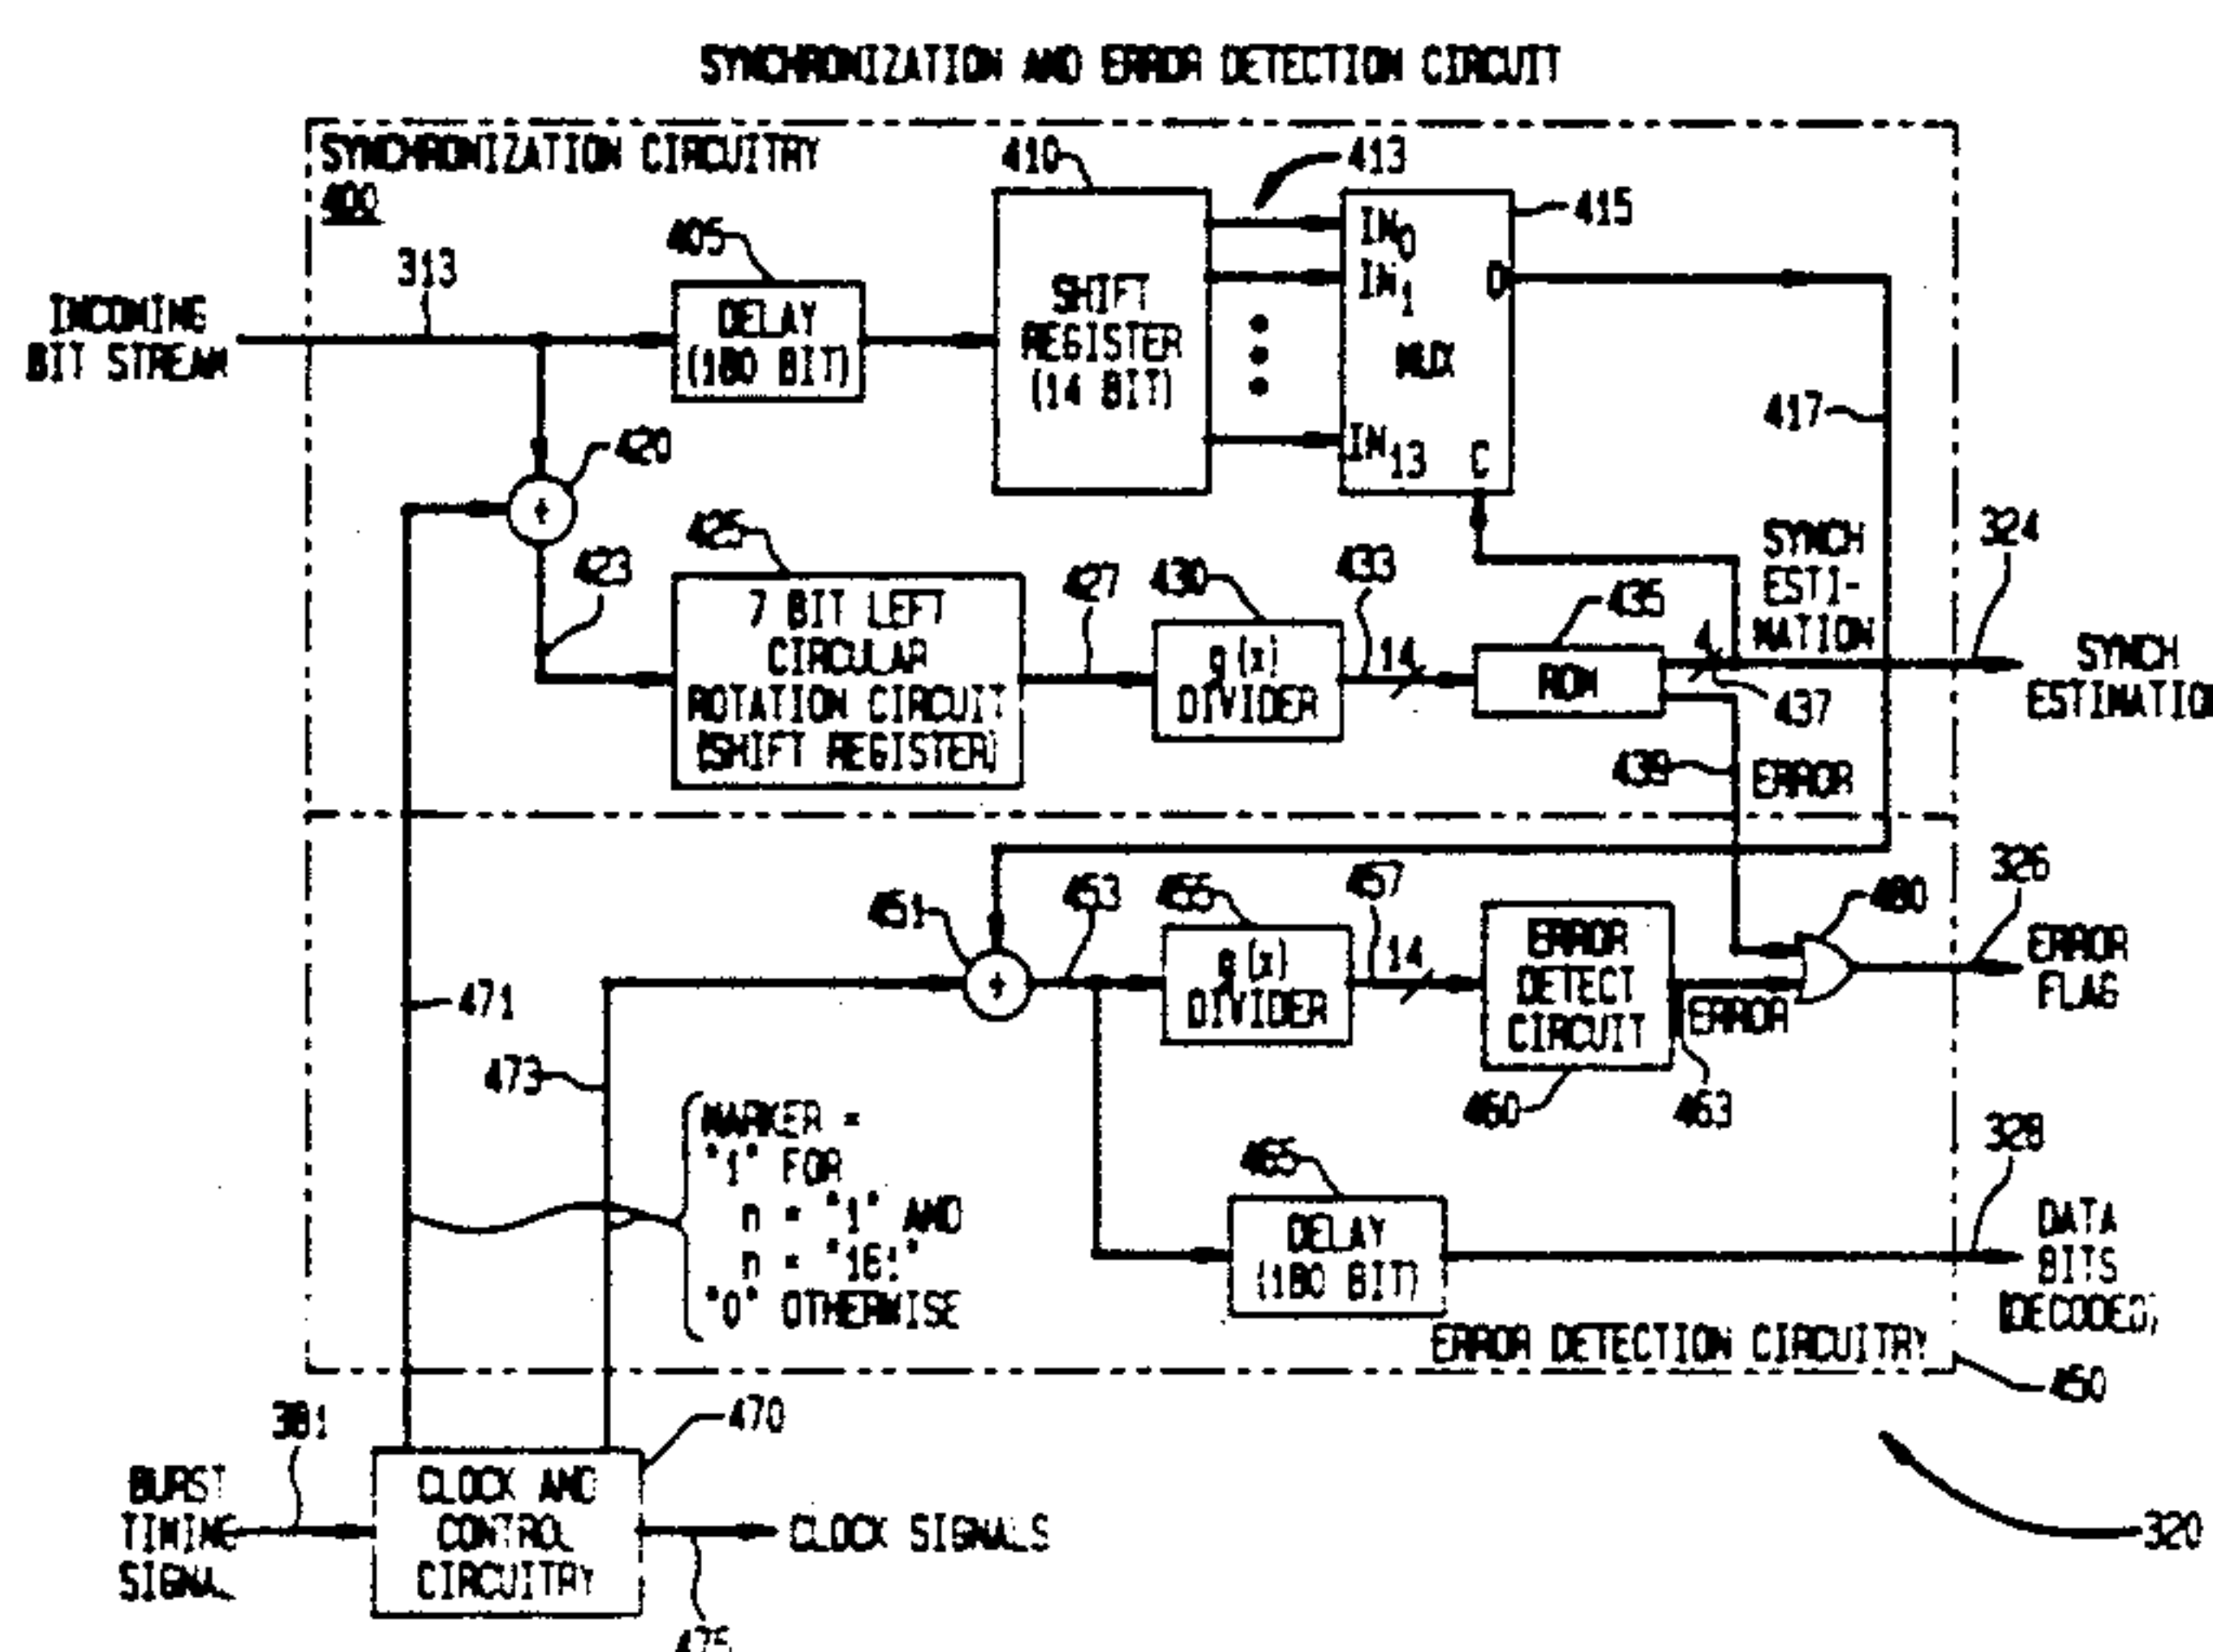 SYNCHRONIZATION AND ERROR DETECTION CIRCUIT
SYNCHRONIZATION CIRCUITRY
400
410
413
415
405
313
INCOMING
BIT STREAM
DELAY
(180 BIT)
SHIFT
REGISTER
(14 BIT)
IN0
IN1
IN13
MUX
O
C
417
420
423
425
7 BIT LEFT
CIRCULAR
ROTATION CIRCUIT
(SHIFT REGISTER)
427
430
g(x)
DIVIDER
433
14
435
ROM
4
437
SYNCH
ESTI-
MATION
324
SYNCH
ESTIMATION
439
ERROR
451
453
455
g(x)
DIVIDER
457
14
ERROR
DETECT
CIRCUIT
460
463
ERROR
480
326
ERROR
FLAG
471
473
MARKER =
"1" FOR
n = "1" AND
n = "161"
"0" OTHERWISE
465
DELAY
(180 BIT)
328
DATA
BITS
(DECODED)
ERROR DETECTION CIRCUITRY
450
381
BURST
TIMING
SIGNAL
470
CLOCK AND
CONTROL
CIRCUITRY
CLOCK SIGNALS
475
320